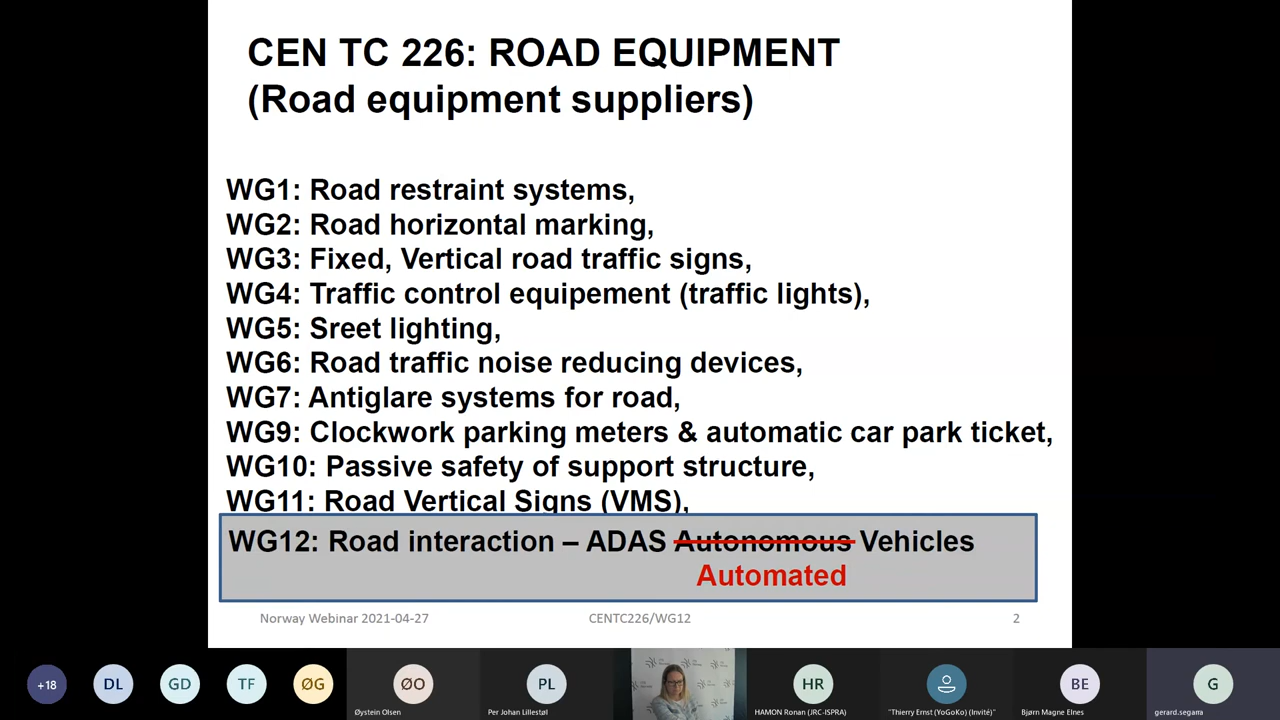 CEN TC 226: ROAD EQUIPMENT
(Road equipment suppliers)
WG1: Road restraint systems,
WG2: Road horizontal marking,
WG3: Fixed, Vertical road traffic signs,
WG4: Traffic control equipement (traffic lights),
WG5: Sreet lighting,
WG6: Road traffic noise reducing devices,
WG7: Antiglare systems for road,
WG9: Clockwork parking meters & automatic car park ticket,
WG10: Passive safety of support structure,
WG11: Road Vertical Signs (VMS),
WG12: Road interaction – ADAS Autonomous Vehicles
Automated
Norway Webinar 2021-04-27 CENTC226/WG12 2
+18 DL GD TF ØG ØO PL HR BE G
Øystein Olsen Per Johan Lillestøl HAMON Ronan (JRC-ISPRA) "Thierry Ernst (YoGoKo) (Invité)" Bjørn Magne Elnes gerard.segarra